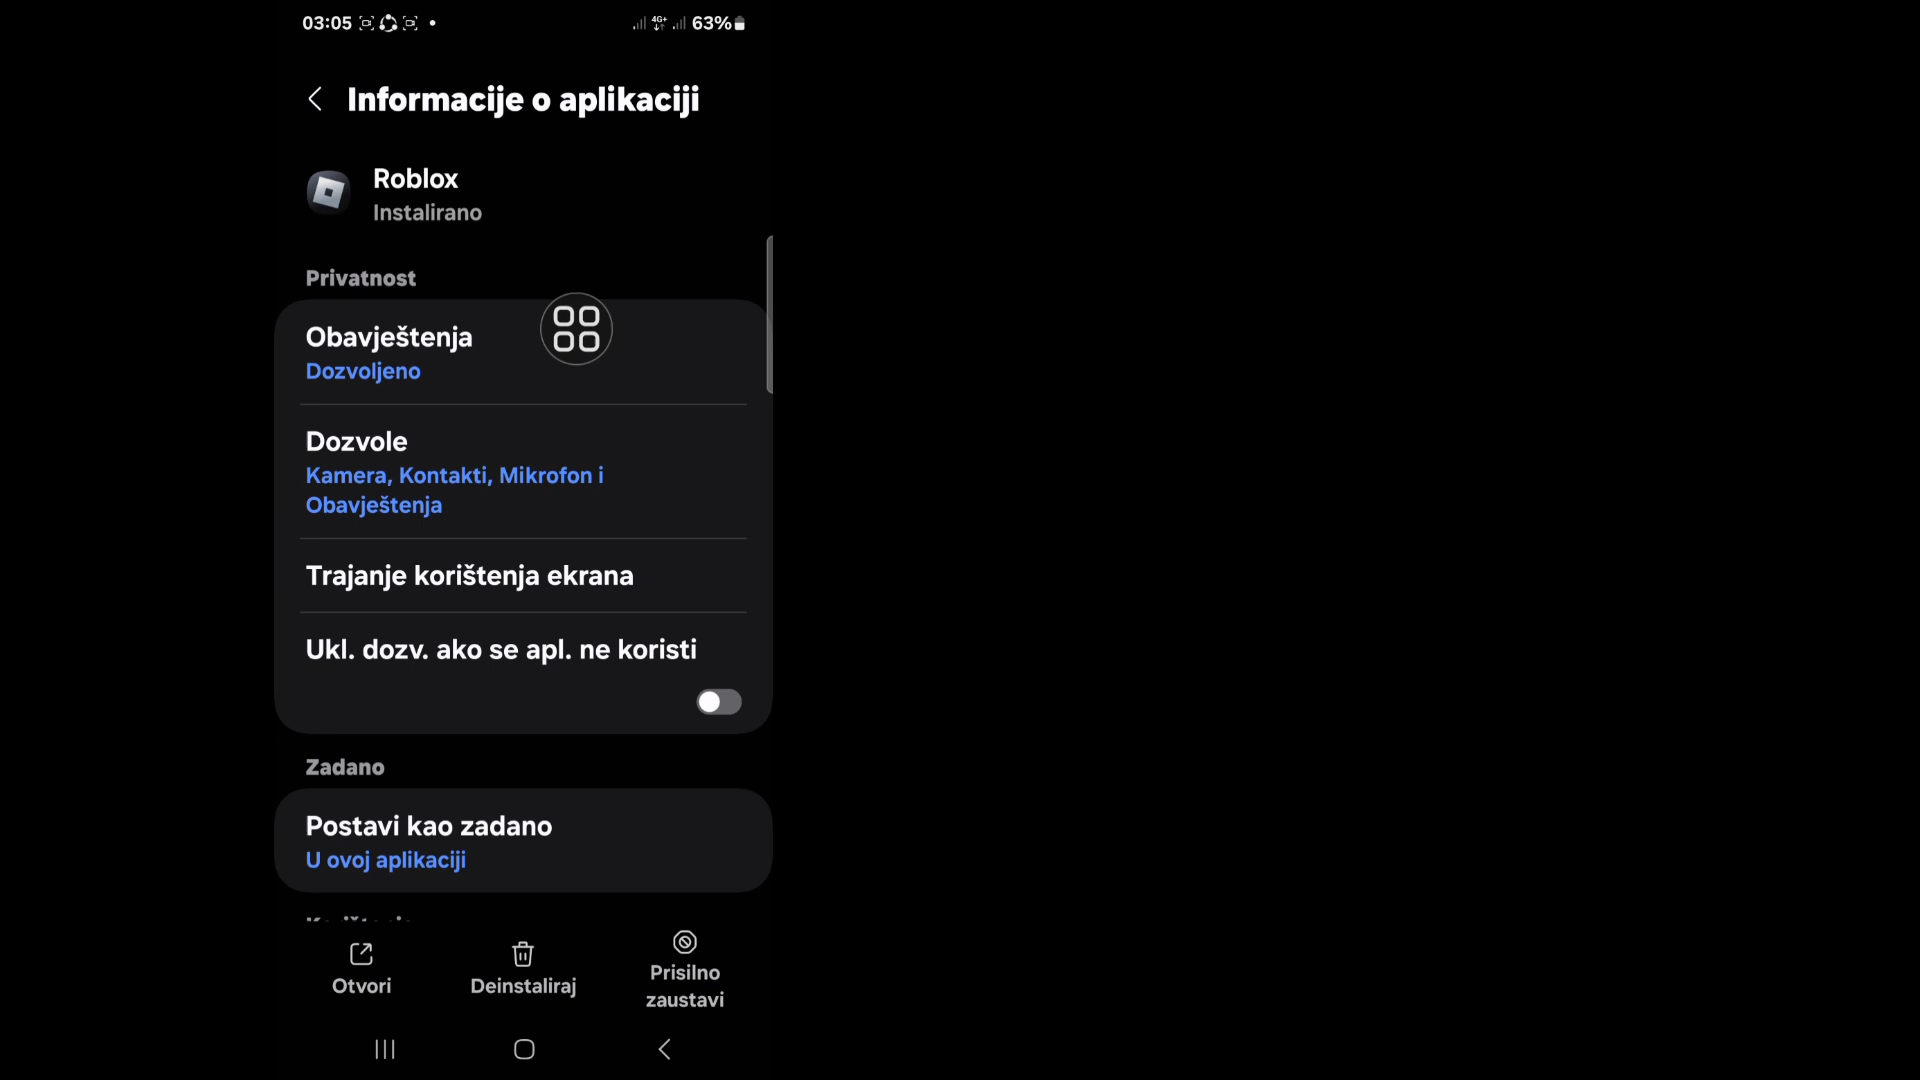 03:05
4G+
63%
Informacije o aplikaciji
Roblox
Instalirano
Privatnost
Obavještenja
Dozvoljeno
Dozvole
Kamera, Kontakti, Mikrofon i
Obavještenja
Trajanje korištenja ekrana
Ukl. dozv. ako se apl. ne koristi
Zadano
Postavi kao zadano
U ovoj aplikaciji
Otvori
Deinstaliraj
Prisilno
zaustavi